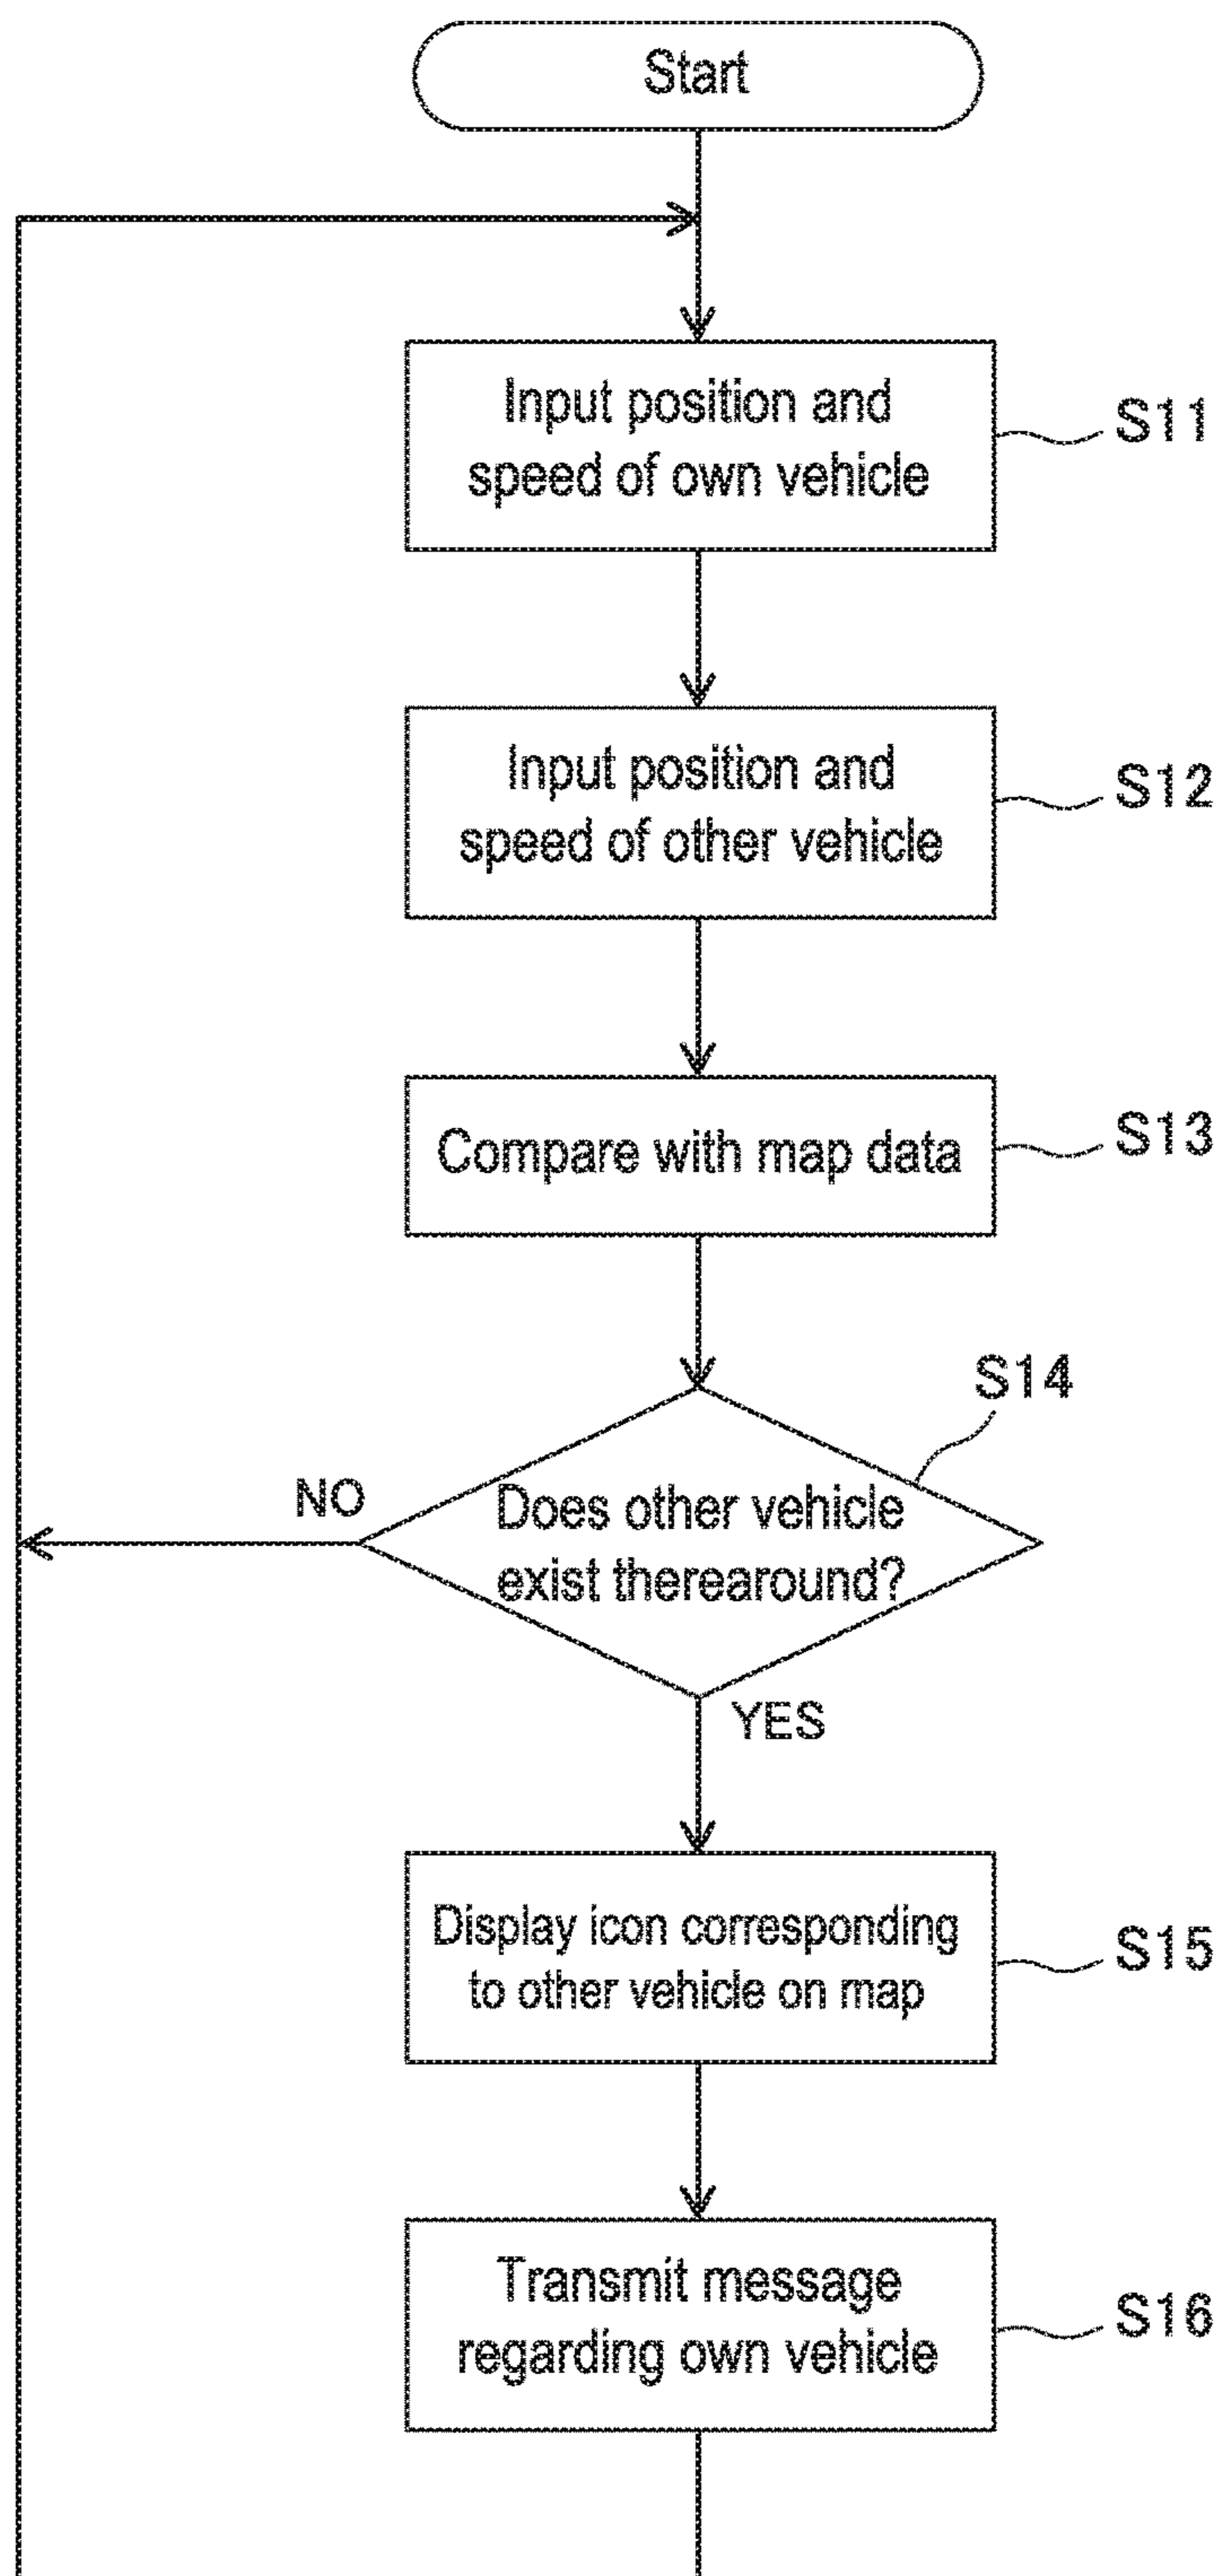 Start
Input position and
speed of own vehicle
S11
Input position and
speed of other vehicle
S12
Compare with map data
S13
S14
NO
Does other vehicle
exist therearound?
YES
Display icon corresponding
to other vehicle on map
S15
Transmit message
regarding own vehicle
S16